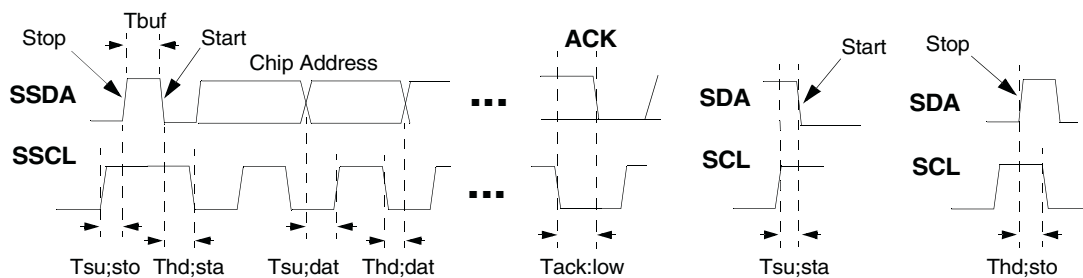 Tbuf
Stop
Start
Chip Address
ACK
Start
Stop
SSDA
...
SDA
SDA
SSCL
...
SCL
SCL
Tsu;sto
Thd;sta
Tsu;dat
Thd;dat
Tack:low
Tsu;sta
Thd;sto